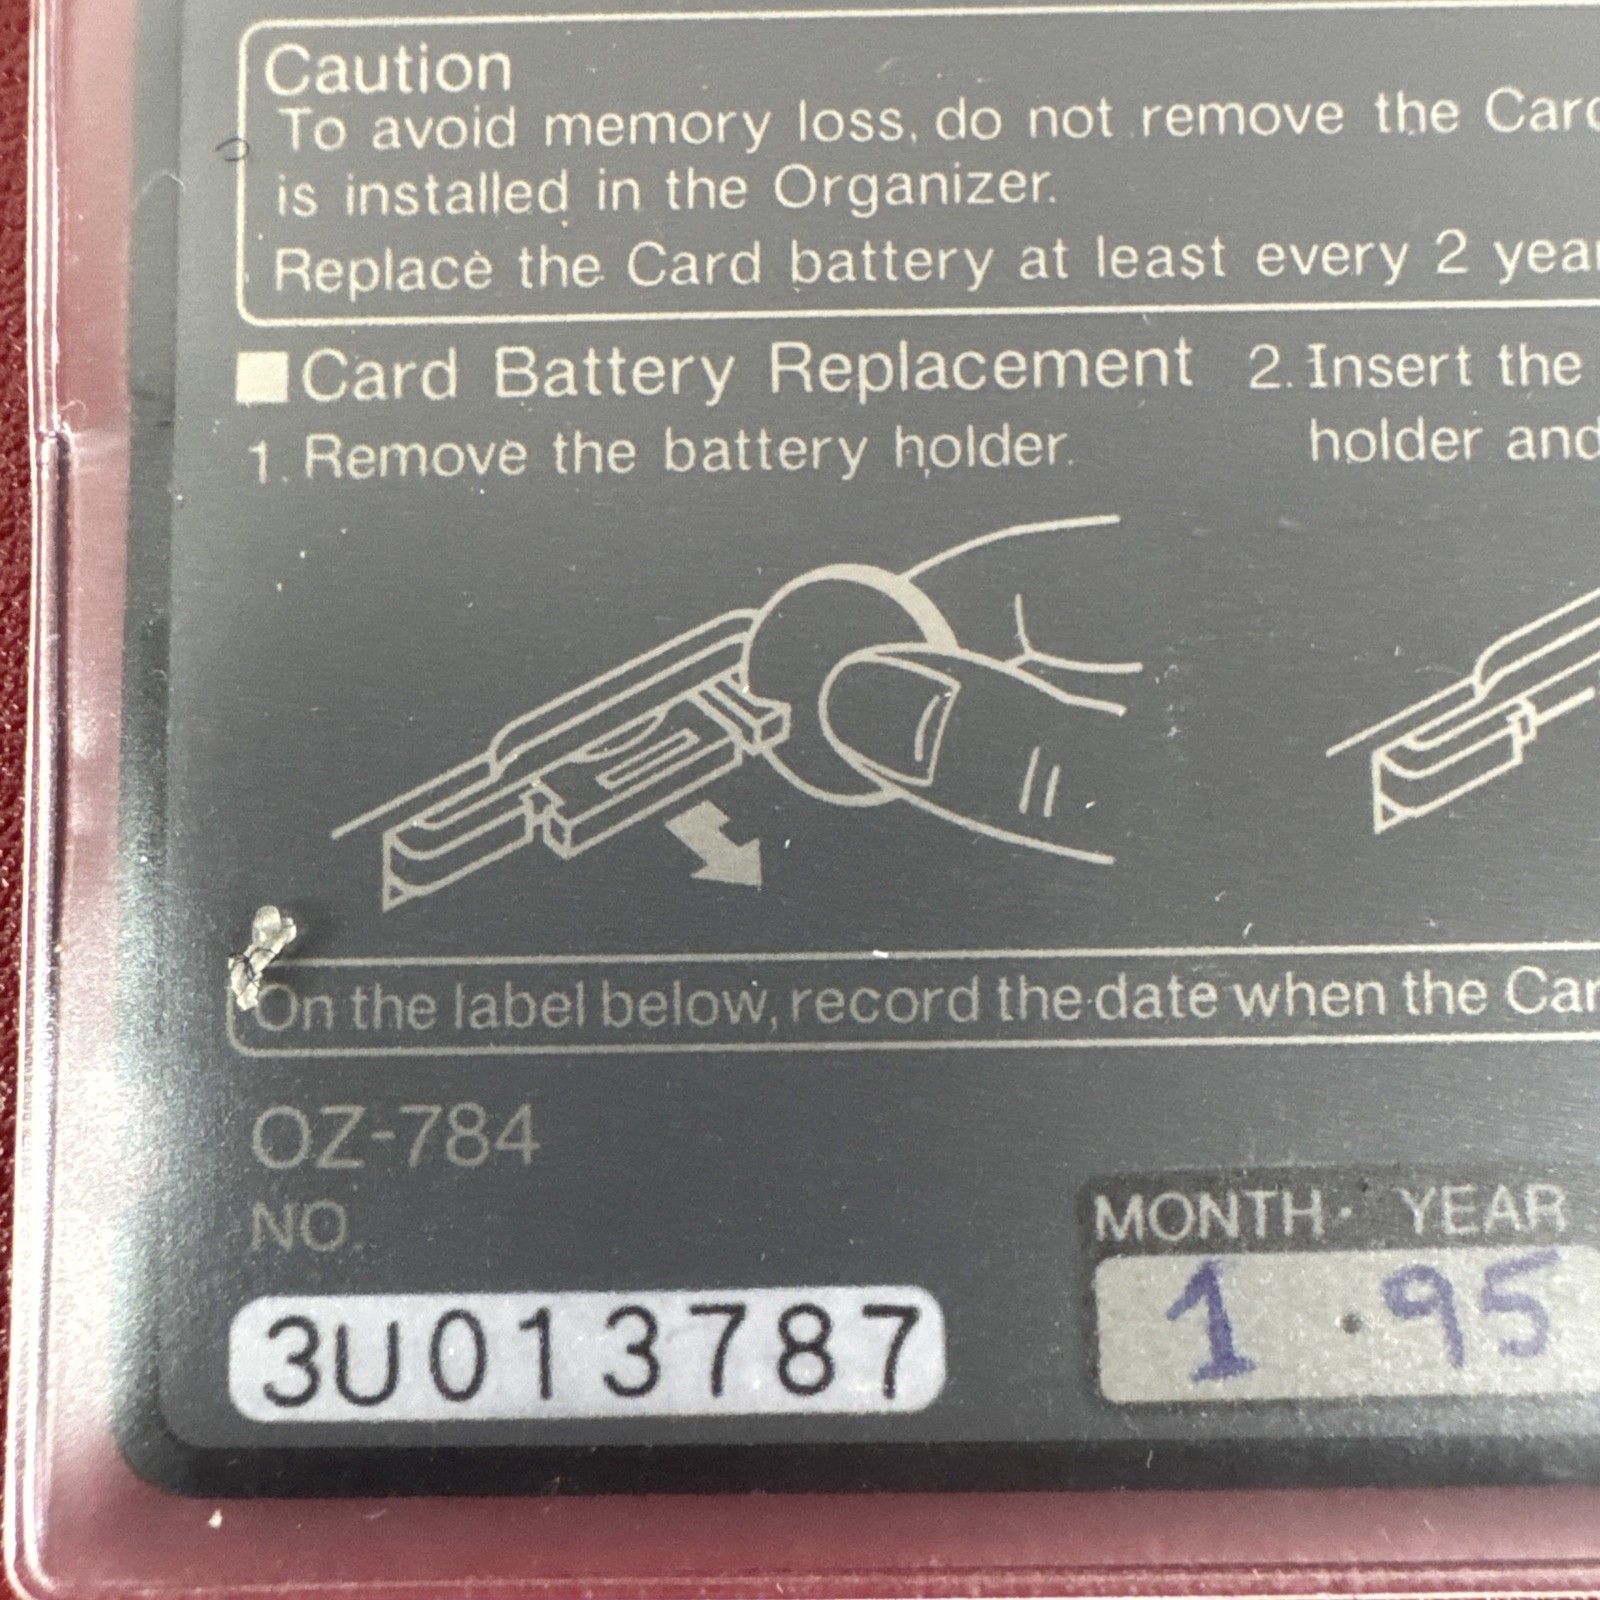 Caution
To avoid memory loss, do not remove the Card
is installed in the Organizer.
Replace the Card battery at least every 2 year
Card Battery Replacement
1. Remove the battery holder.
2. Insert the
holder and
On the label below, record the date when the Car
OZ-784
NO.
3U013787
MONTH · YEAR
1 · 95